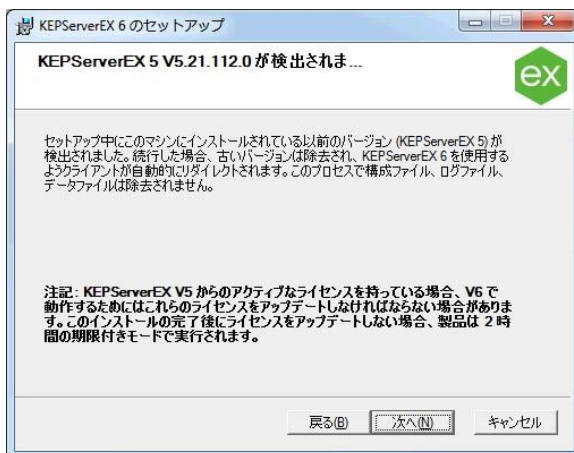 KEPServerEX 6 のセットアップ
KEPServerEX 5 V5.21.112.0 が検出されま...
ex
セットアップ中にこのマシンにインストールされている以前のバージョン (KEPServerEX 5) が
検出されました。続行した場合、古いバージョンは除去され、KEPServerEX 6 を使用する
ようクライアントが自動的にリダイレクトされます。このプロセスで構成ファイル、ログファイル、
データファイルは除去されません。
注記: KEPServerEX V5 からのアクティブなライセンスを持っている場合、V6 で
動作するためにはこれらのライセンスをアップデートしなければならない場合がありま
す。このインストールの完了後にライセンスをアップデートしない場合、製品は 2 時
間の期限付きモードで実行されます。
戻る(B) 次へ(N) キャンセル